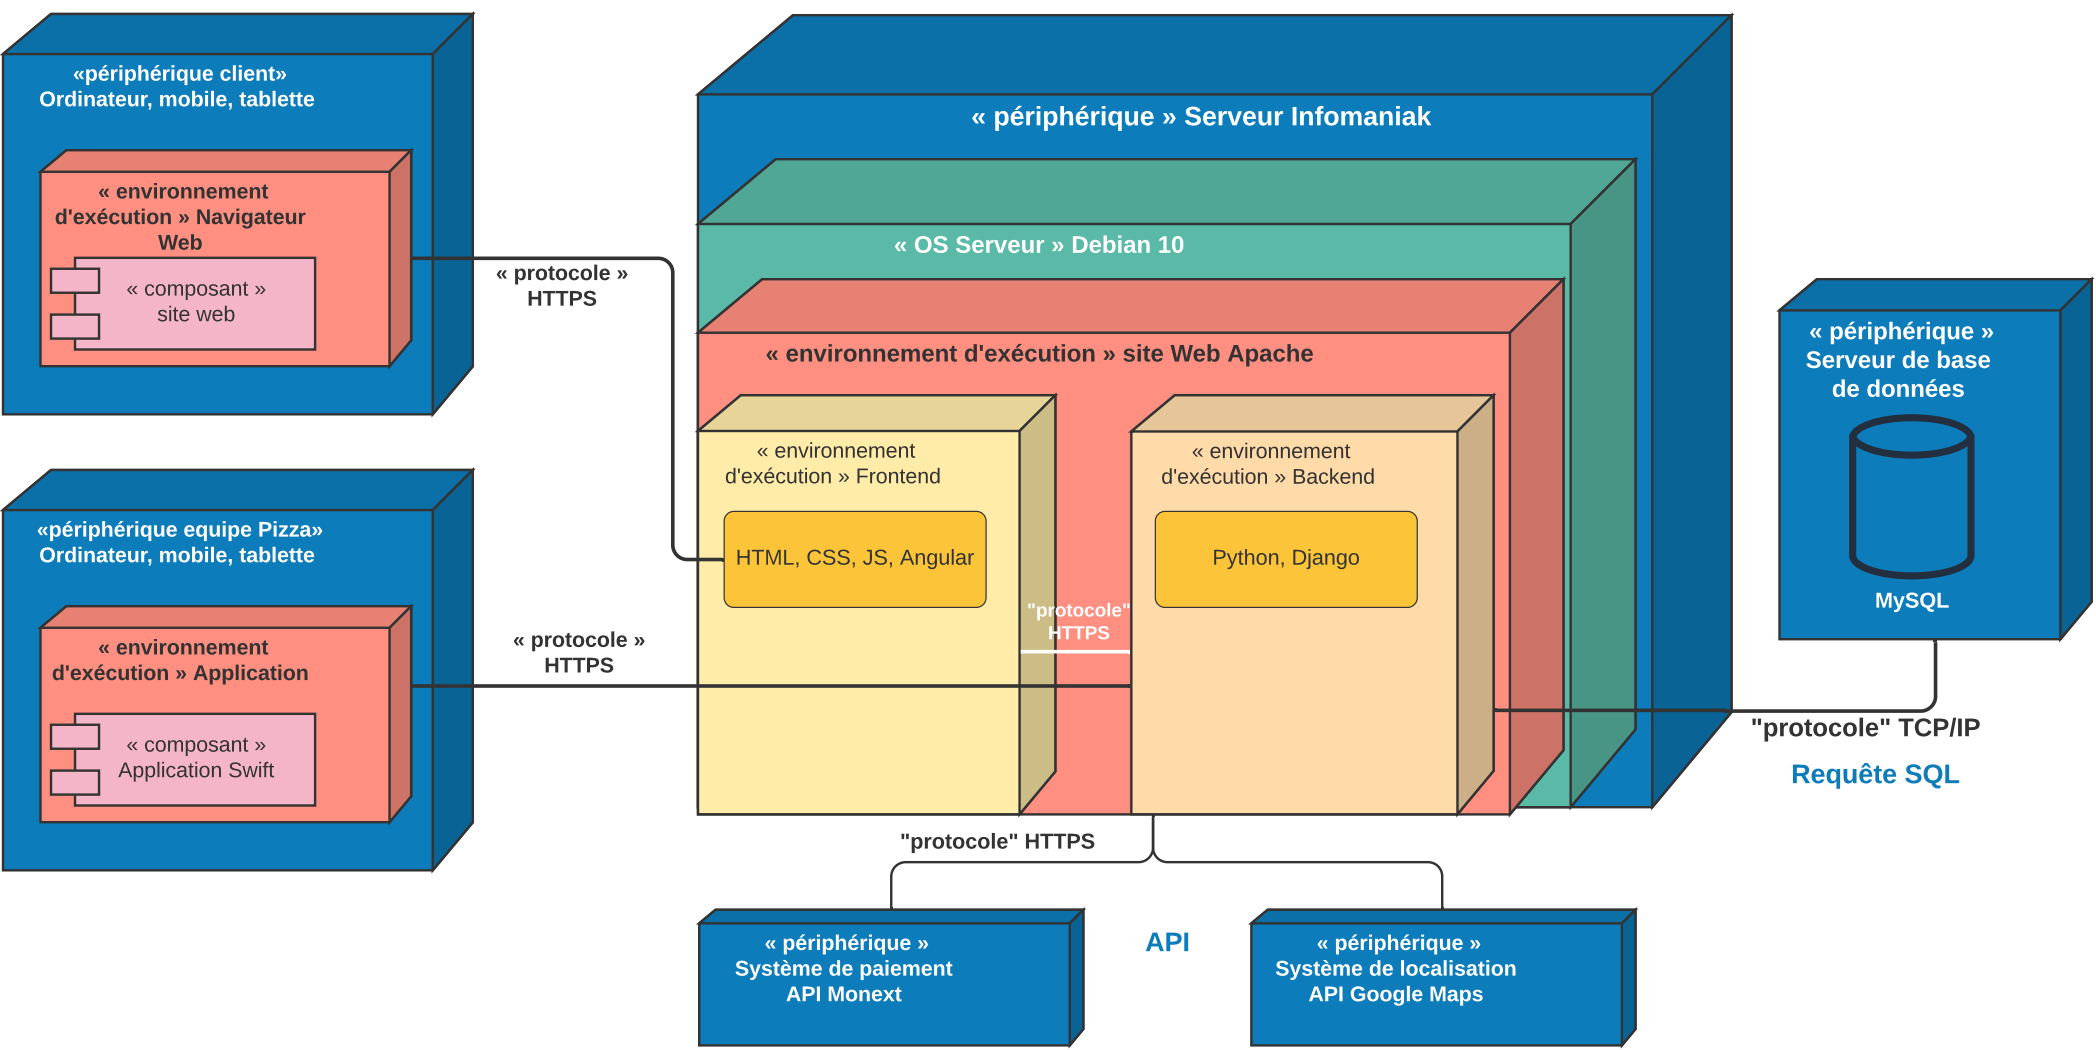 «périphérique client»
Ordinateur, mobile, tablette
« environnement
d'exécution » Navigateur
Web
« composant »
site web
« protocole »
HTTPS
«périphérique equipe Pizza»
Ordinateur, mobile, tablette
« environnement
d'exécution » Application
« composant »
Application Swift
« protocole »
HTTPS
« périphérique » Serveur Infomaniak
« OS Serveur » Debian 10
« environnement d'exécution » site Web Apache
« environnement
d'exécution » Frontend
HTML, CSS, JS, Angular
"protocole"
HTTPS
« environnement
d'exécution » Backend
Python, Django
« périphérique »
Serveur de base
de données
MySQL
"protocole" TCP/IP
Requête SQL
"protocole" HTTPS
« périphérique »
Système de paiement
API Monext
API
« périphérique »
Système de localisation
API Google Maps